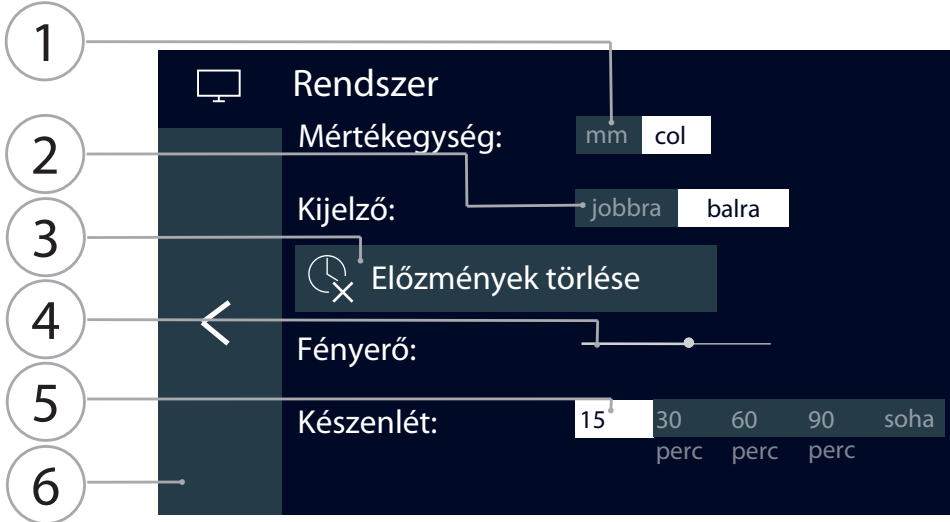 1
Rendszer
Mértékegység: mm col
2
Kijelző: jobbra balra
3
Előzmények törlése
4
Fényerő:
5
Készenlét: 15 30 60 90 soha
perc perc perc
6